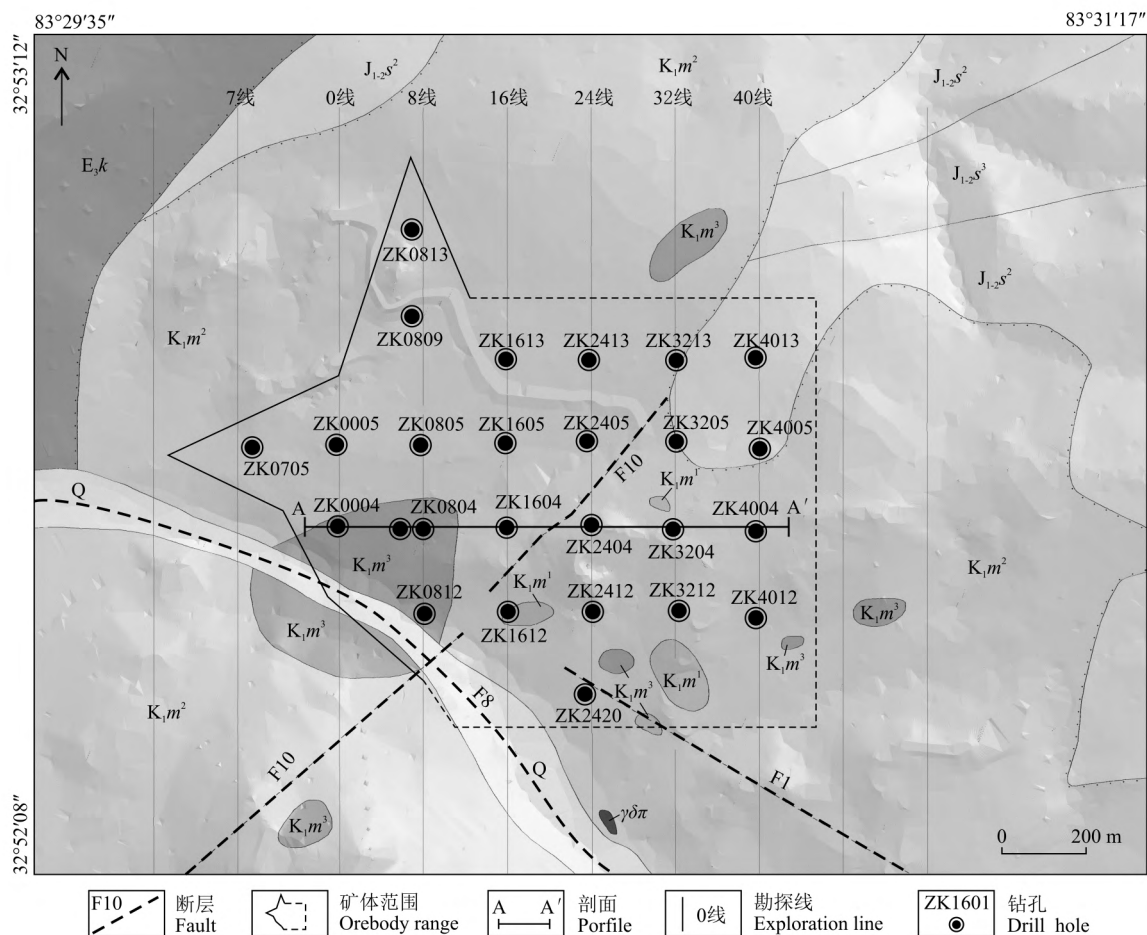 83°29′35″
83°31′17″
32°53′12″
N
J₁₋₂s²
K₁m²
J₁₋₂s²
7线 0线 8线 16线 24线 32线 40线
E₃k
J₁₋₂s³
K₁m³
ZK0813
J₁₋₂s²
K₁m²
ZK0809
ZK1613 ZK2413 ZK3213 ZK4013
ZK0005 ZK0805 ZK1605 ZK2405 ZK3205 ZK4005
ZK0705
F10
Q
K₁m¹
A ZK0004 ZK0804 ZK1604 ZK4004 A′
ZK2404 ZK3204
K₁m³
K₁m²
K₁m¹
ZK0812 ZK2412 ZK3212 ZK4012
K₁m³
ZK1612
K₁m³
K₁m³
K₁m³
K₁m¹
F8
K₁m²
ZK2420
F10
Q
F1
γδπ
K₁m³
32°52′08″
0 200 m
F10 断层
Fault
矿体范围
Orebody range
A A′ 剖面
Porfile
0线 勘探线
Exploration line
ZK1601 钻孔
Drill hole